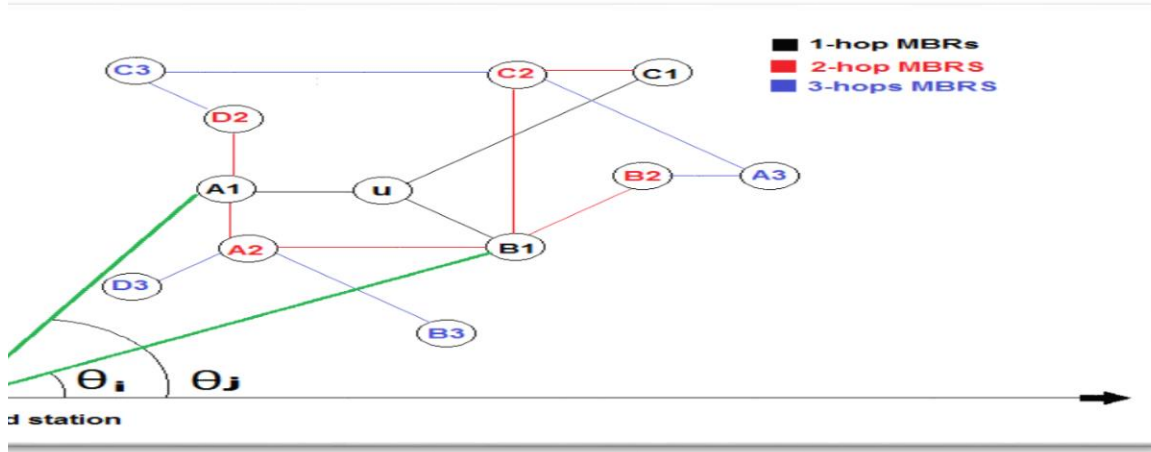 1-hop MBRs
2-hop MBRS
3-hops MBRS
C3
C2
C1
D2
A1
u
B2
A3
A2
B1
D3
B3
Θi
Θj
d station